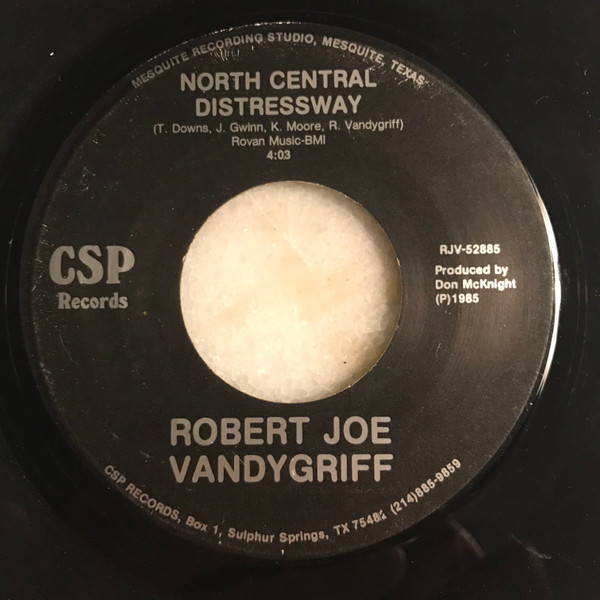 MESQUITE RECORDING STUDIO, MESQUITE, TEXAS
NORTH CENTRAL
DISTRESSWAY
(T. Downs, J. Gwinn, K. Moore, R. Vandygriff)
Rovan Music-BMI
4:03
CSP
Records
RJV-52885
Produced by
Don McKnight
(P)1985
ROBERT JOE
VANDYGRIFF
CSP RECORDS, Box 1, Sulphur Springs, TX 75482 (214)885-9859